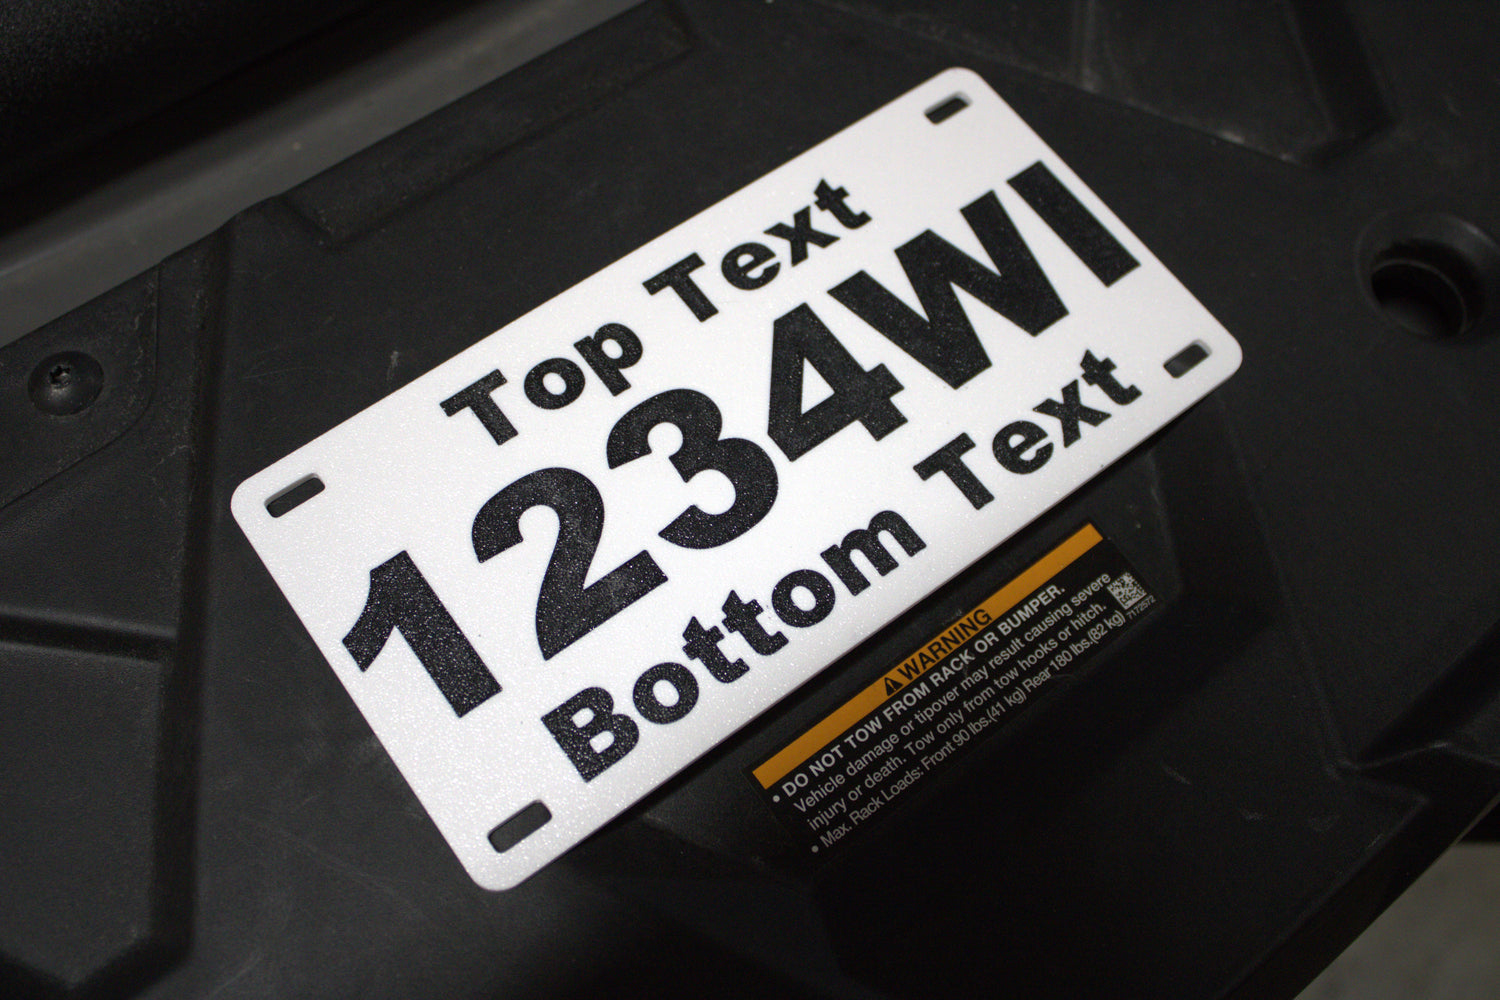 Top Text
1234WI
Bottom Text
WARNING
• DO NOT TOW FROM RACK OR BUMPER.
Vehicle damage or tipover may result causing severe
injury or death. Tow only from tow hooks or hitch.
• Max. Rack Loads: Front 90 lbs.(41 kg) Rear 180 lbs.(82 kg)
7172572